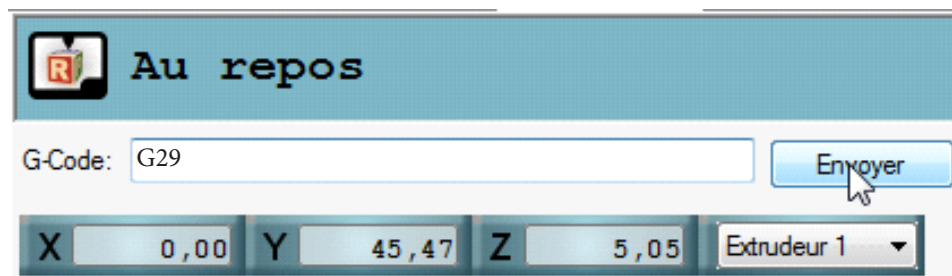 R Au repos
G-Code: G29 Envoyer
X 0,00 Y 45,47 Z 5,05 Extrudeur 1